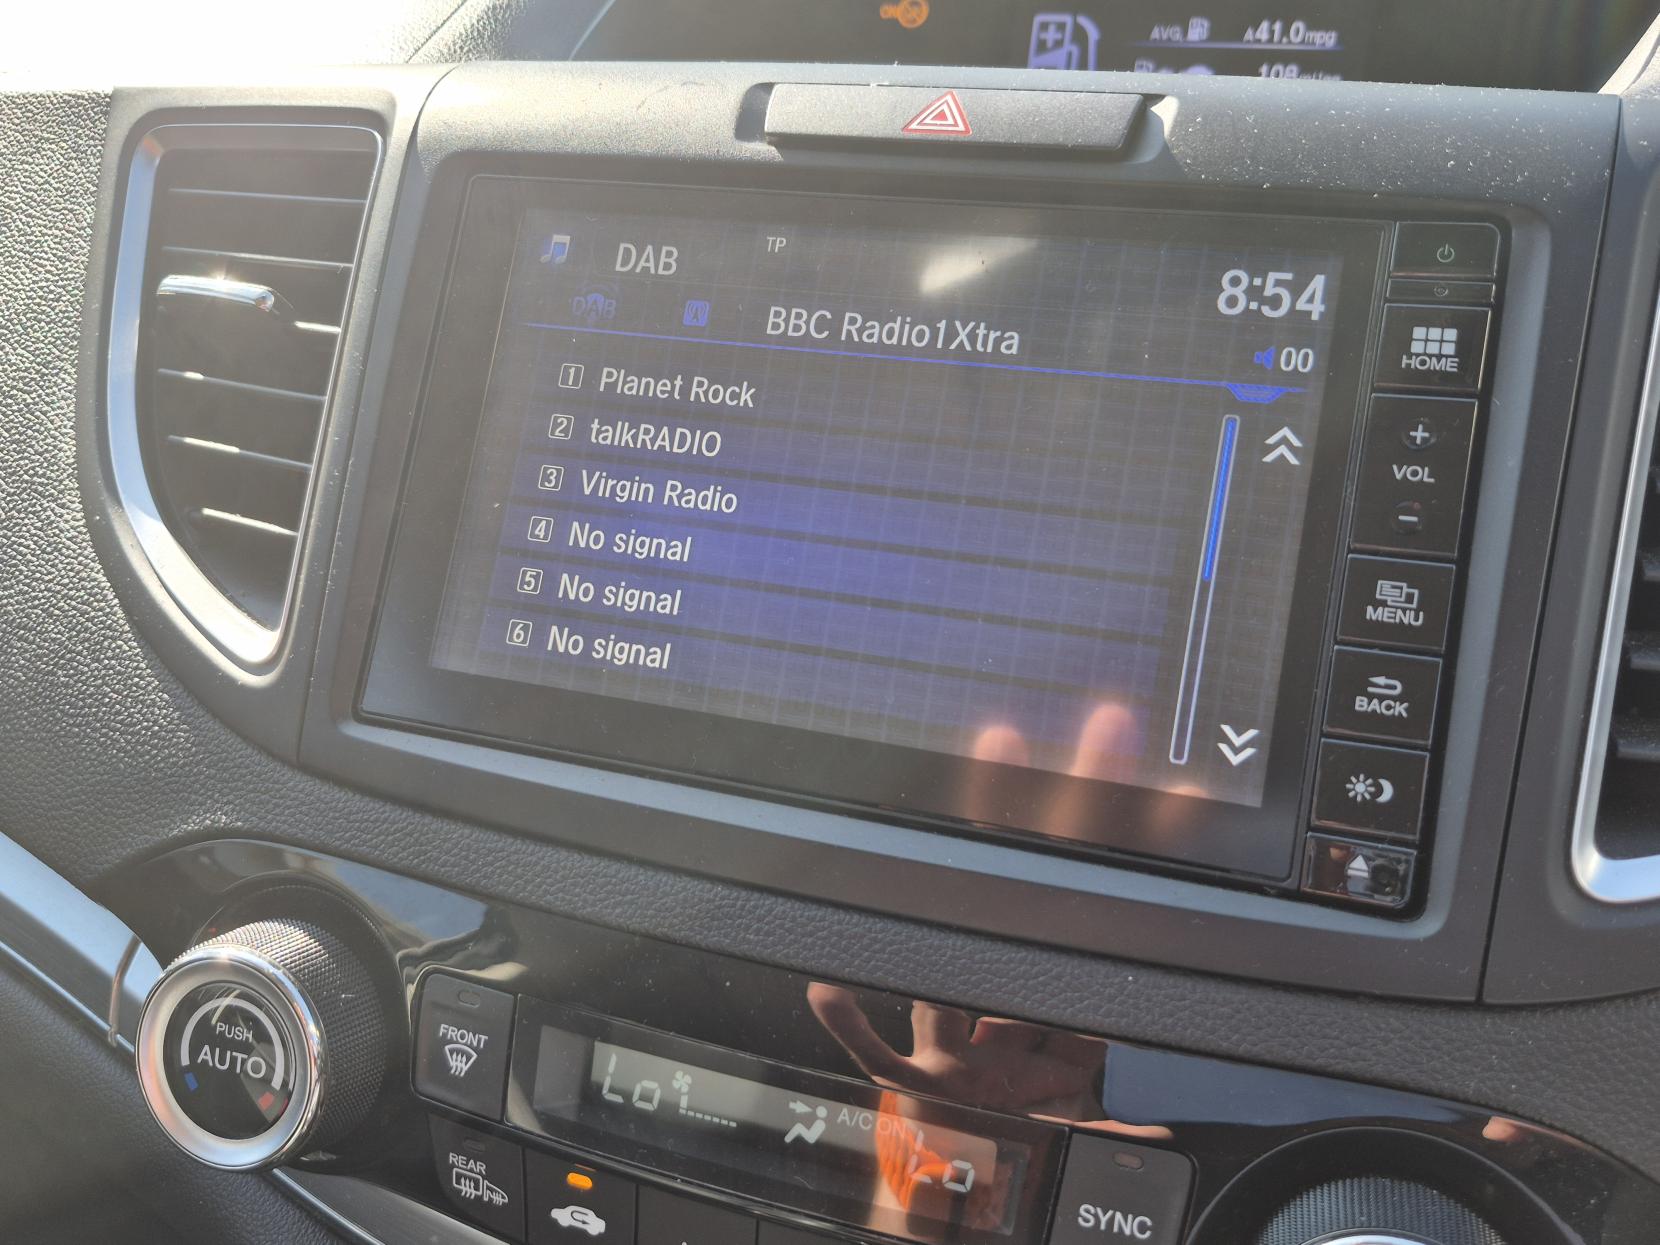 AVG. A41.0mpg
DAB TP 8:54
DAB BBC Radio1Xtra
00
1 Planet Rock
2 talkRADIO
3 Virgin Radio
4 No signal
5 No signal
6 No signal
HOME
+
VOL
-
MENU
BACK
PUSH
AUTO
FRONT
Lo A/C ON Lo
REAR
SYNC